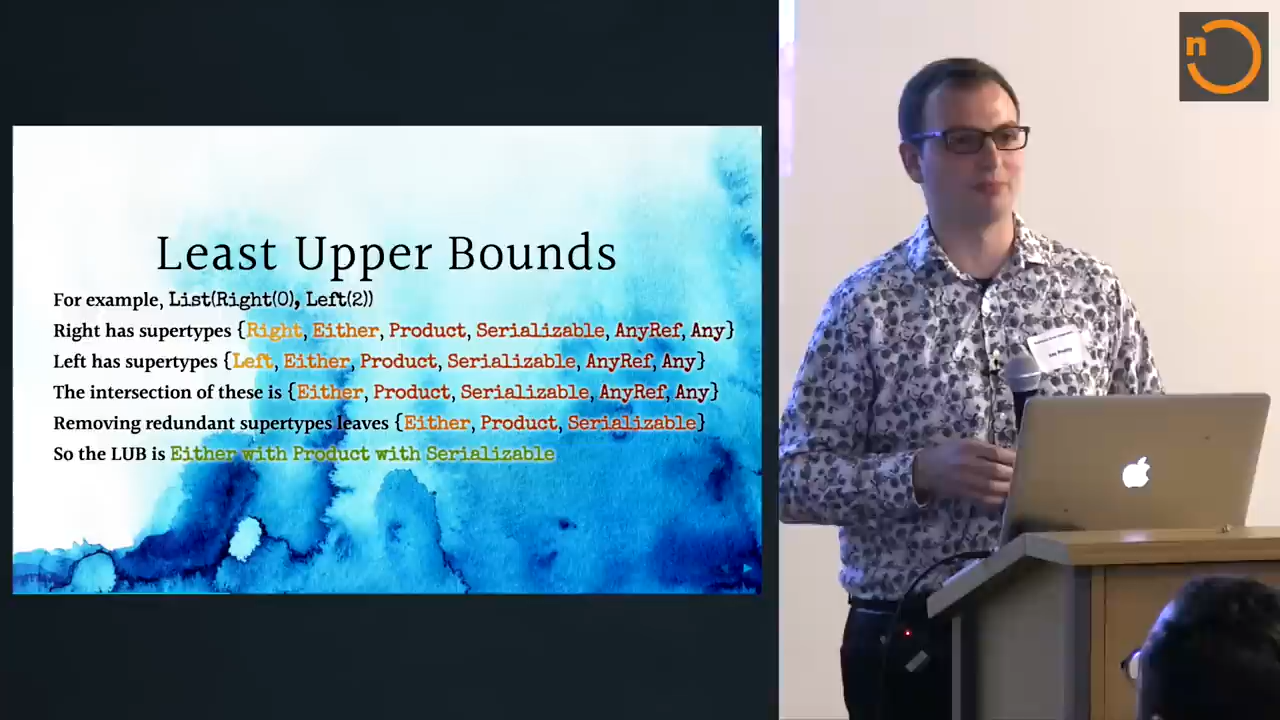 Least Upper Bounds
For example, List(Right(0), Left(2))
Right has supertypes {Right, Either, Product, Serializable, AnyRef, Any}
Left has supertypes {Left, Either, Product, Serializable, AnyRef, Any}
The intersection of these is {Either, Product, Serializable, AnyRef, Any}
Removing redundant supertypes leaves {Either, Product, Serializable}
So the LUB is Either with Product with Serializable
n